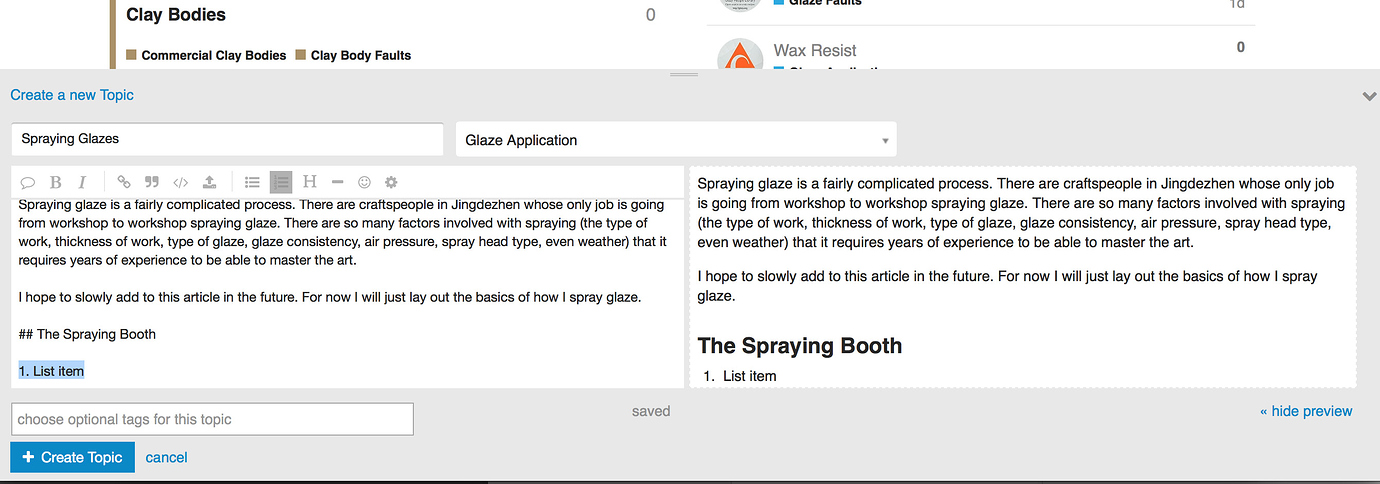 Clay Bodies 0
Commercial Clay Bodies Clay Body Faults
Glaze Faults 1d
Wax Resist 0
Create a new Topic
Spraying Glazes
Glaze Application
B I H
Spraying glaze is a fairly complicated process. There are craftspeople in Jingdezhen whose only job is going
from workshop to workshop spraying glaze. There are so many factors involved with spraying (the type of
work, thickness of work, type of glaze, glaze consistency, air pressure, spray head type, even weather) that it
requires years of experience to be able to master the art.
I hope to slowly add to this article in the future. For now I will just lay out the basics of how I spray glaze.
## The Spraying Booth
1. List item
Spraying glaze is a fairly complicated process. There are craftspeople in Jingdezhen whose only job
is going from workshop to workshop spraying glaze. There are so many factors involved with spraying
(the type of work, thickness of work, type of glaze, glaze consistency, air pressure, spray head type,
even weather) that it requires years of experience to be able to master the art.
I hope to slowly add to this article in the future. For now I will just lay out the basics of how I spray
glaze.
The Spraying Booth
1. List item
choose optional tags for this topic
saved
« hide preview
+ Create Topic
cancel